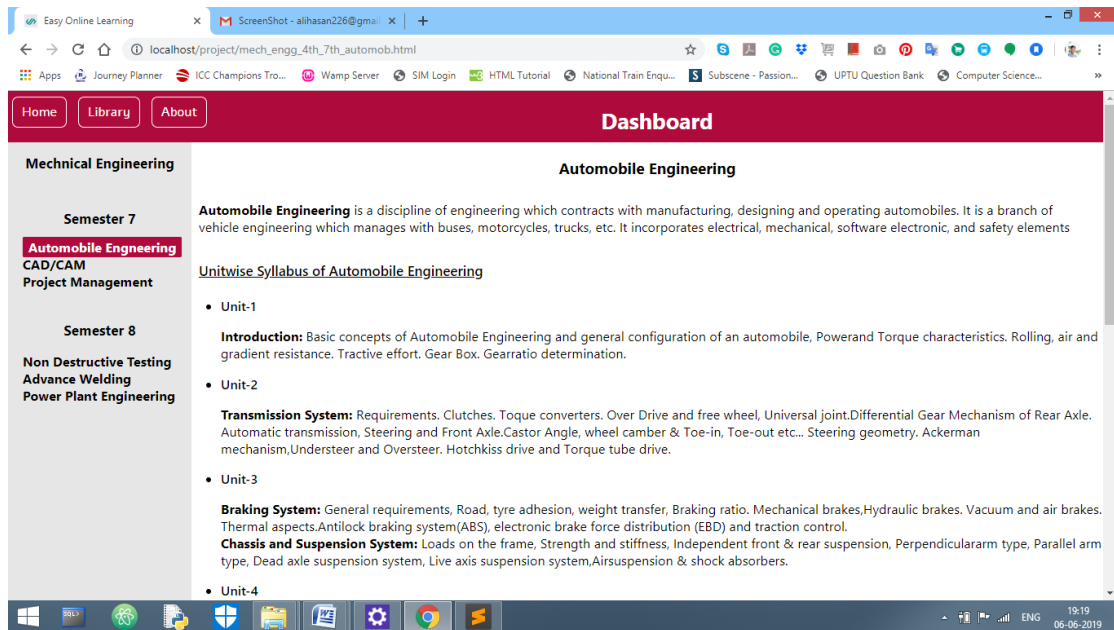 Easy Online Learning
ScreenShot - alihasan226@gmail
localhost/project/mech_engg_4th_7th_automob.html
Apps Journey Planner ICC Champions Tro... Wamp Server SIM Login HTML Tutorial National Train Enqu... Subscene - Passion... UPTU Question Bank Computer Science...
Home Library About
Dashboard
Mechnical Engineering
Semester 7
Automobile Engneering
CAD/CAM
Project Management
Semester 8
Non Destructive Testing
Advance Welding
Power Plant Engineering
Automobile Engineering
Automobile Engineering is a discipline of engineering which contracts with manufacturing, designing and operating automobiles. It is a branch of
vehicle engineering which manages with buses, motorcycles, trucks, etc. It incorporates electrical, mechanical, software electronic, and safety elements
Unitwise Syllabus of Automobile Engineering
• Unit-1
Introduction: Basic concepts of Automobile Engineering and general configuration of an automobile, Powerand Torque characteristics. Rolling, air and
gradient resistance. Tractive effort. Gear Box. Gearratio determination.
• Unit-2
Transmission System: Requirements. Clutches. Toque converters. Over Drive and free wheel, Universal joint.Differential Gear Mechanism of Rear Axle.
Automatic transmission, Steering and Front Axle.Castor Angle, wheel camber & Toe-in, Toe-out etc... Steering geometry. Ackerman
mechanism,Understeer and Oversteer. Hotchkiss drive and Torque tube drive.
• Unit-3
Braking System: General requirements, Road, tyre adhesion, weight transfer, Braking ratio. Mechanical brakes,Hydraulic brakes. Vacuum and air brakes.
Thermal aspects.Antilock braking system(ABS), electronic brake force distribution (EBD) and traction control.
Chassis and Suspension System: Loads on the frame, Strength and stiffness, Independent front & rear suspension, Perpendiculararm type, Parallel arm
type, Dead axle suspension system, Live axis suspension system,Airsuspension & shock absorbers.
• Unit-4
SQL>
ENG
19:19
06-06-2019